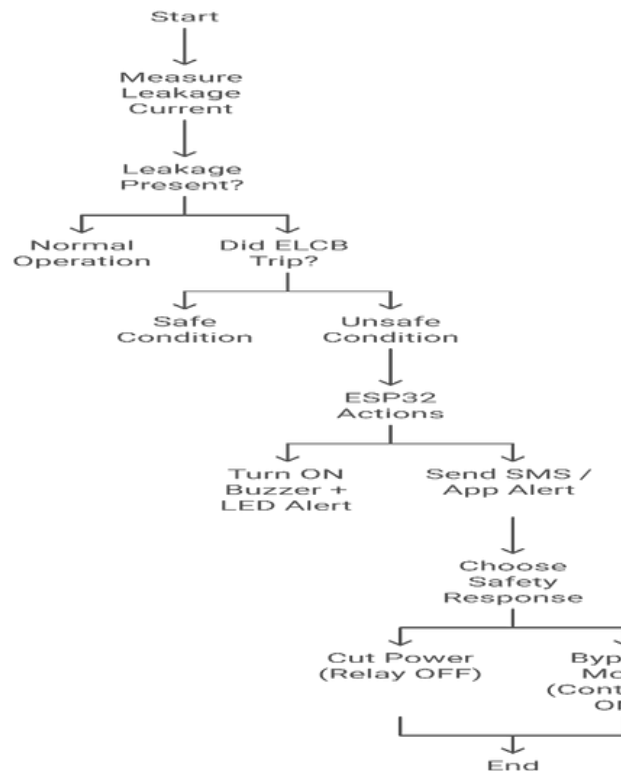 Start
Measure
Leakage
Current
Leakage
Present?
Normal
Operation
Did ELCB
Trip?
Safe
Condition
Unsafe
Condition
ESP32
Actions
Turn ON
Buzzer +
LED Alert
Send SMS /
App Alert
Choose
Safety
Response
Cut Power
(Relay OFF)
End